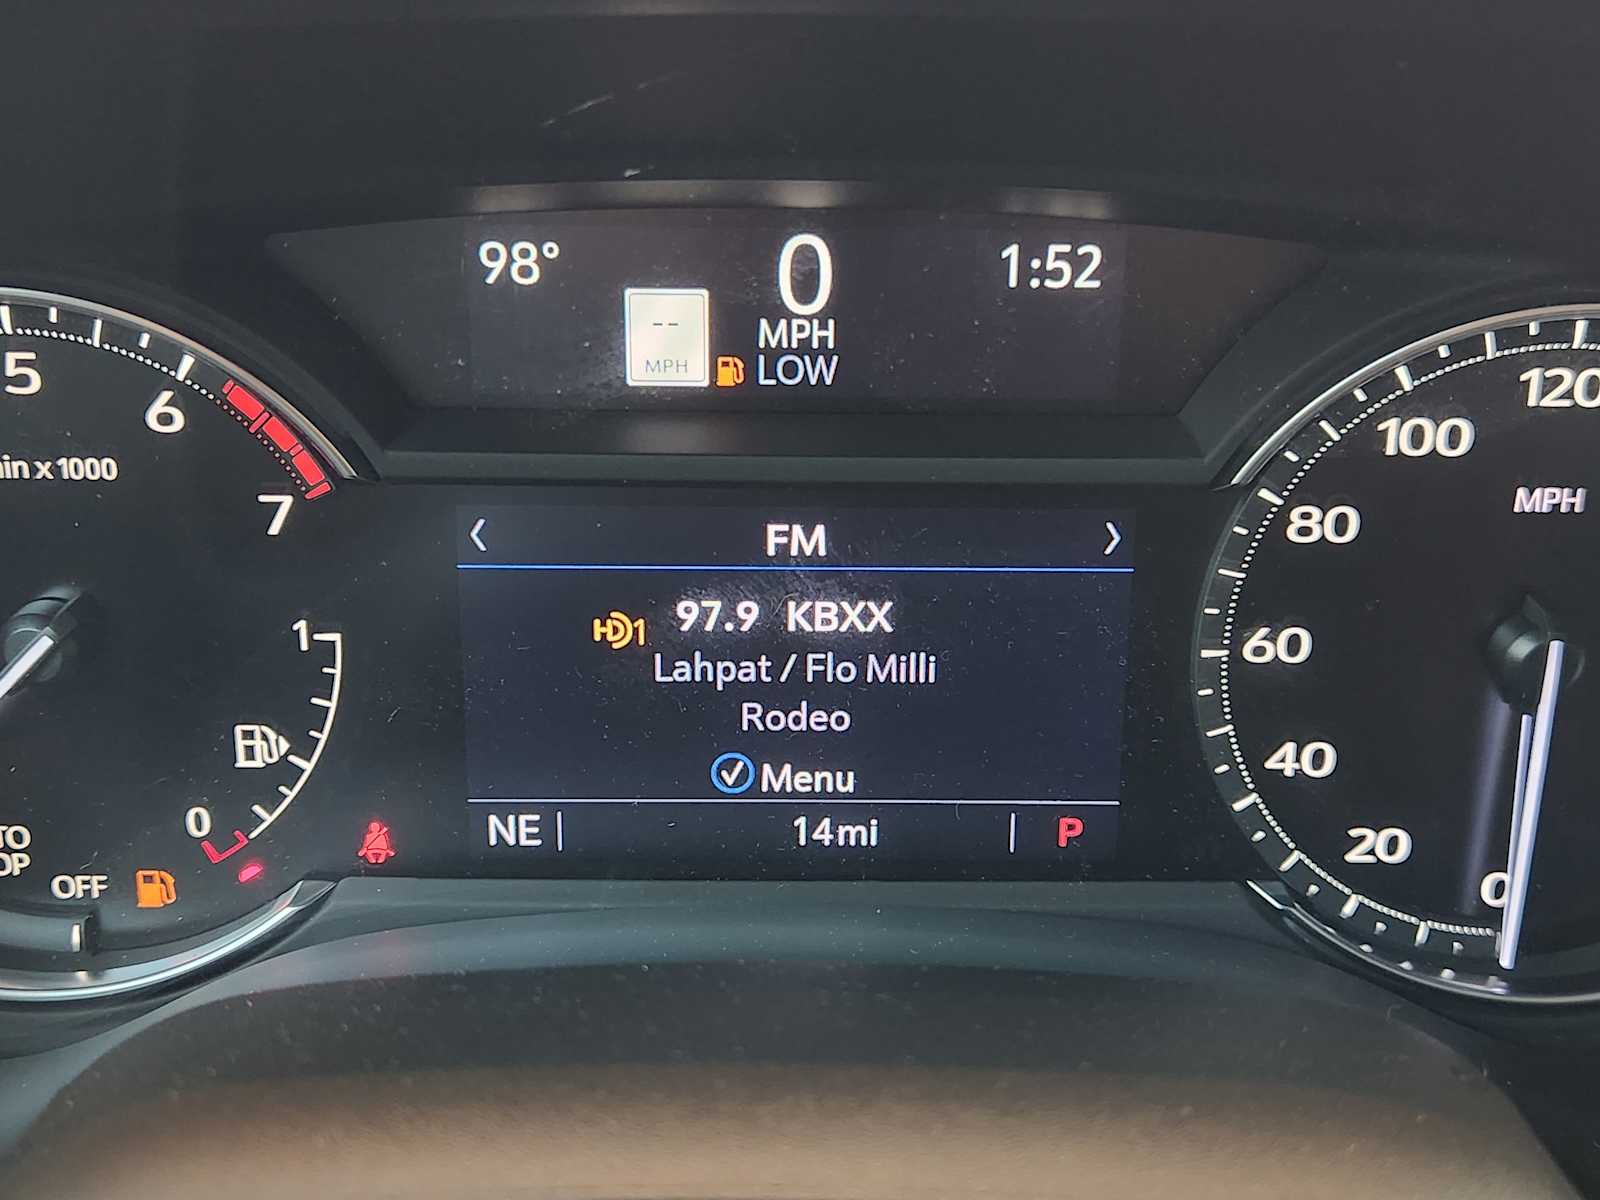 98°
0
1:52
--
MPH
MPH
LOW
5
6
7
in x 1000
1
0
OFF
FM
97.9 KBXX
HD1
Lahpat / Flo Milli
Rodeo
Menu
NE
14mi
P
120
100
80
60
40
20
0
MPH